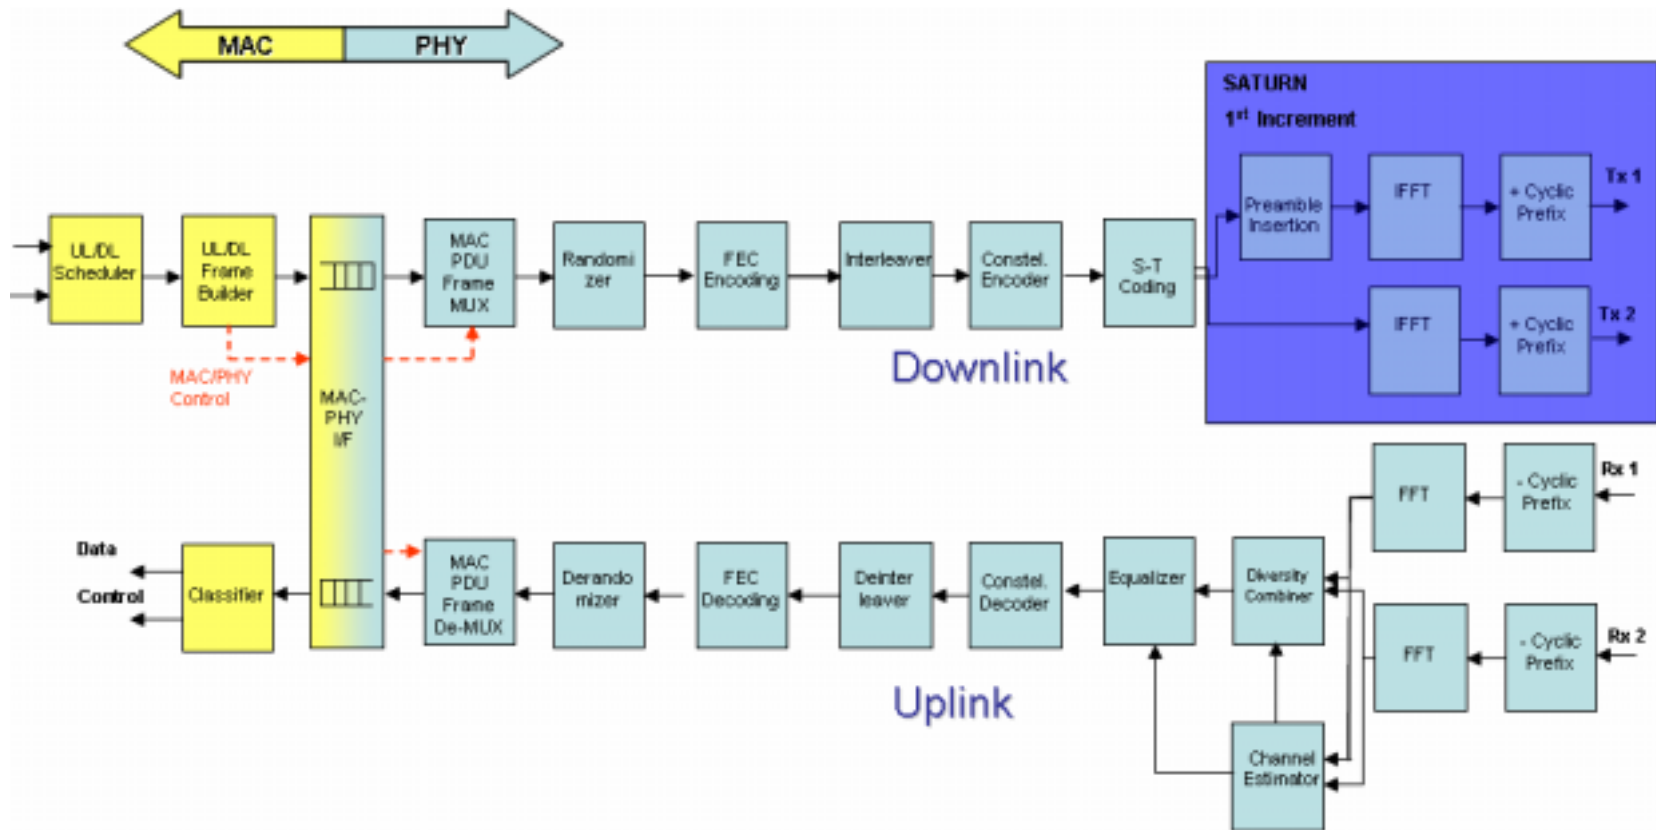 MAC
PHY
SATURN
1st Increment
UL/DL
Scheduler
UL/DL
Frame
Builder
MAC
PDU
Frame
MUX
Randomi
zer
FEC
Encoding
Interleaver
Constel.
Encoder
S-T
Coding
Preamble
Insertion
IFFT
+ Cyclic
Prefix
Tx 1
IFFT
+ Cyclic
Prefix
Tx 2
MAC/PHY
Control
MAC-
PHY
I/F
Downlink
Data
Control
Classifier
MAC
PDU
Frame
De-MUX
Derando
mizer
FEC
Decoding
Deinter
leaver
Constel.
Decoder
Equalizer
Diversity
Combiner
FFT
- Cyclic
Prefix
Rx 1
FFT
- Cyclic
Prefix
Rx 2
Uplink
Channel
Estimator